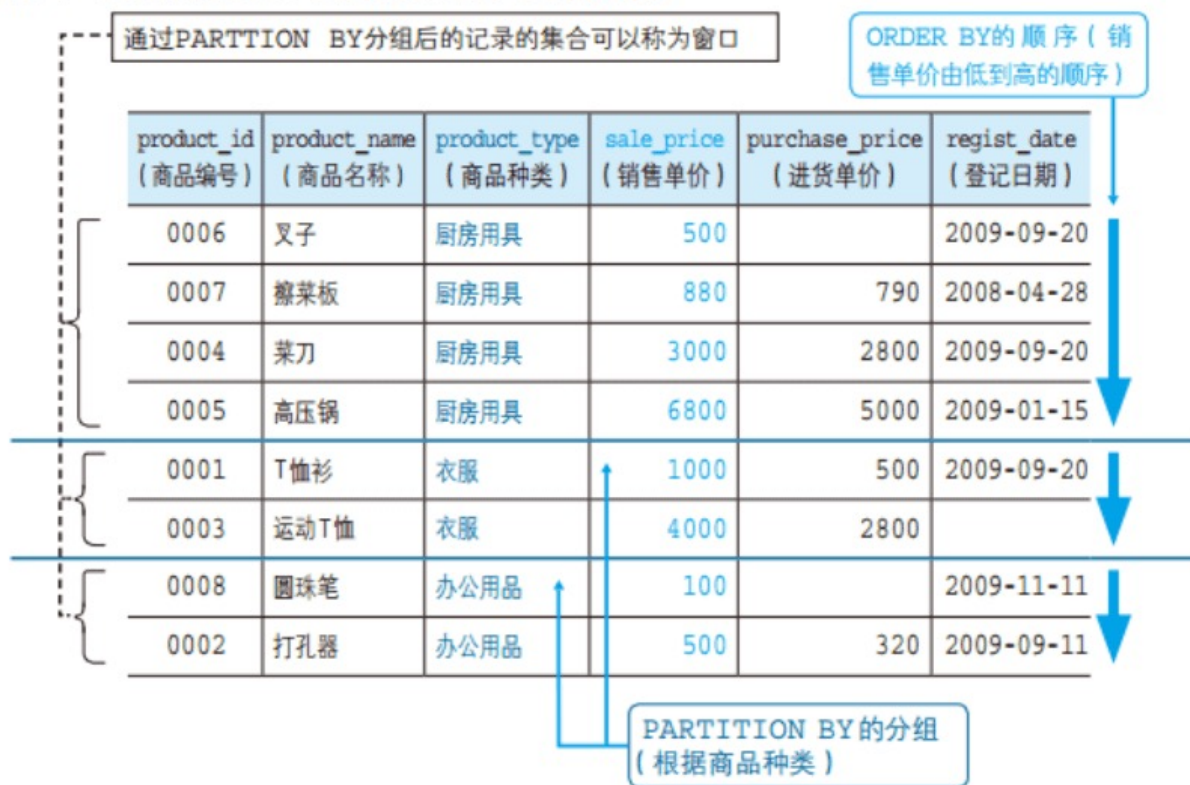 通过PARTTION BY分组后的记录的集合可以称为窗口
ORDER BY的顺序（销
售单价由低到高的顺序）
product_id product_name product_type sale_price purchase_price regist_date
（商品编号） （商品名称） （商品种类） （销售单价） （进货单价） （登记日期）
0006 叉子 厨房用具 500 2009-09-20
0007 擦菜板 厨房用具 880 790 2008-04-28
0004 菜刀 厨房用具 3000 2800 2009-09-20
0005 高压锅 厨房用具 6800 5000 2009-01-15
0001 T恤衫 衣服 1000 500 2009-09-20
0003 运动T恤 衣服 4000 2800
0008 圆珠笔 办公用品 100 2009-11-11
0002 打孔器 办公用品 500 320 2009-09-11
PARTITION BY的分组
（根据商品种类）